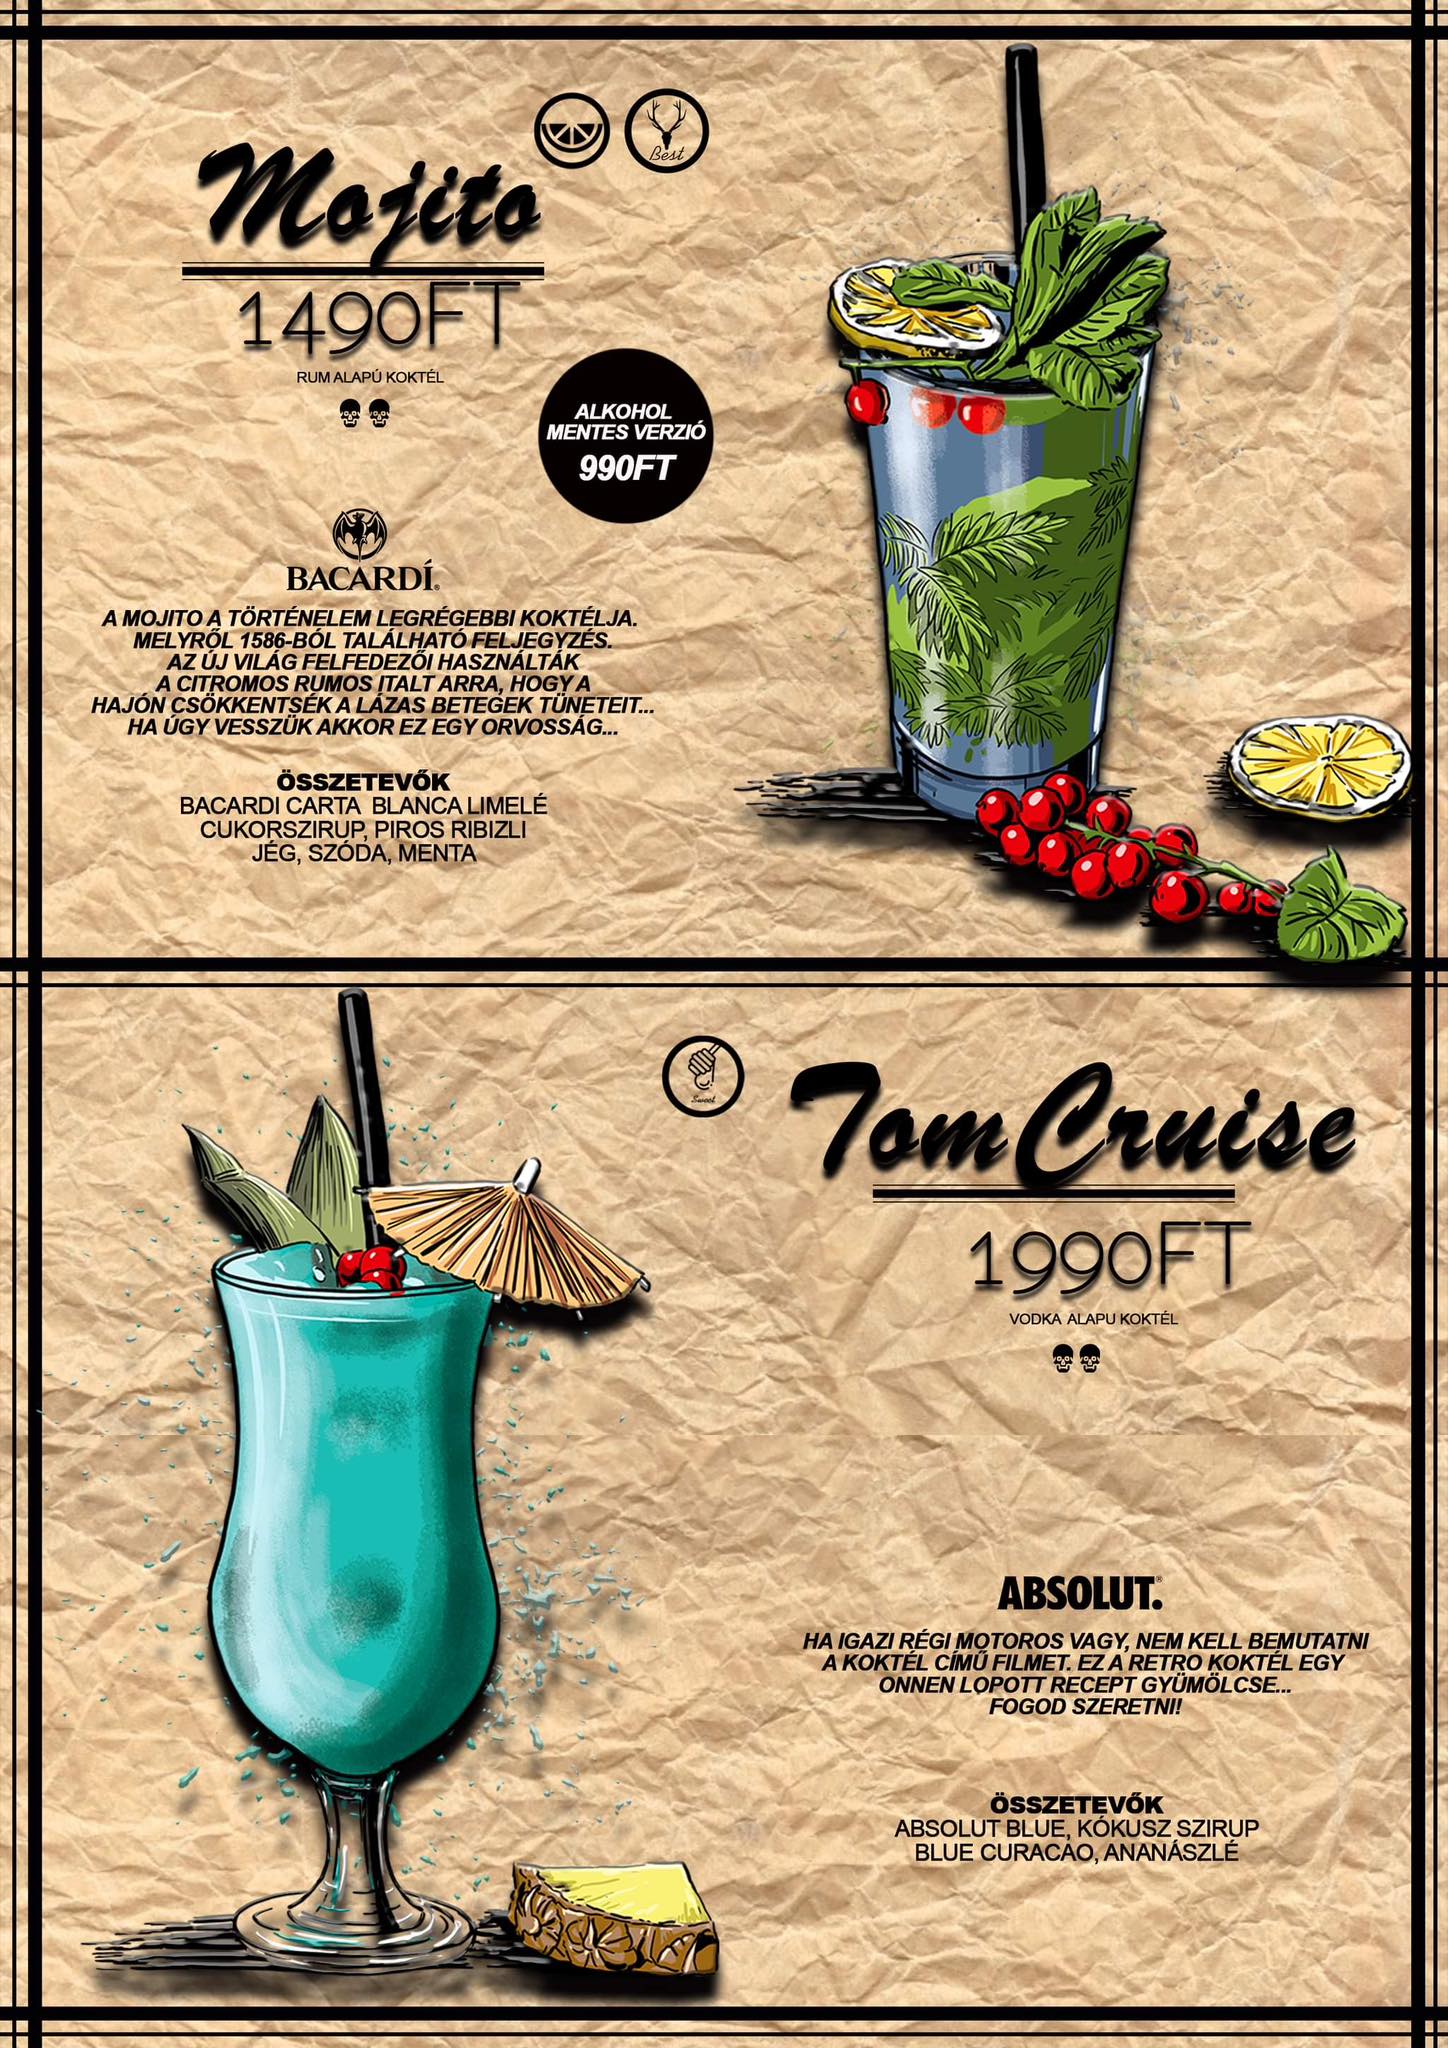 Best
Mojito
1490FT
RUM ALAPÚ KOKTÉL
ALKOHOL
MENTES VERZIÓ
990FT
BACARDÍ®
A MOJITO A TÖRTÉNELEM LEGRÉGEBBI KOKTÉLJA.
MELYRŐL 1586-BÓL TALÁLHATÓ FELJEGYZÉS.
AZ ÚJ VILÁG FELFEDEZŐI HASZNÁLTÁK
A CITROMOS RUMOS ITALT ARRA, HOGY A
HAJÓN CSÖKKENTSÉK A LÁZAS BETEGEK TÜNETEIT...
HA ÚGY VESSZÜK AKKOR EZ EGY ORVOSSÁG...
ÖSSZETEVŐK
BACARDI CARTA BLANCA LIMELÉ
CUKORSZIRUP, PIROS RIBIZLI
JÉG, SZÓDA, MENTA
Sweet
Tom Cruise
1990FT
VODKA ALAPU KOKTÉL
ABSOLUT.®
HA IGAZI RÉGI MOTOROS VAGY, NEM KELL BEMUTATNI
A KOKTÉL CÍMŰ FILMET. EZ A RETRO KOKTÉL EGY
ONNEN LOPOTT RECEPT GYÜMÖLCSE...
FOGOD SZERETNI!
ÖSSZETEVŐK
ABSOLUT BLUE, KÓKUSZ SZIRUP
BLUE CURACAO, ANANÁSZLÉ